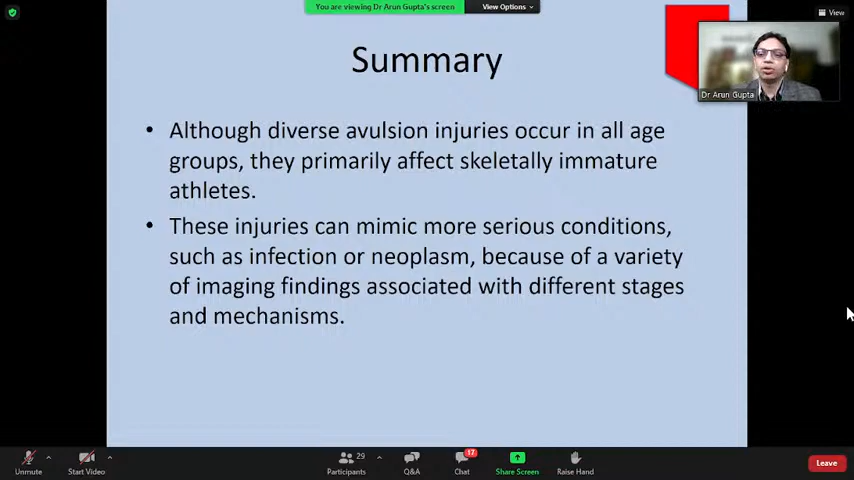 You are viewing Dr Arun Gupta's screen
View Options
View
Summary
Dr Arun Gupta
• Although diverse avulsion injuries occur in all age
groups, they primarily affect skeletally immature
athletes.
• These injuries can mimic more serious conditions,
such as infection or neoplasm, because of a variety
of imaging findings associated with different stages
and mechanisms.
29
17
Unmute
Start Video
Participants
Q&A
Chat
Share Screen
Raise Hand
Leave